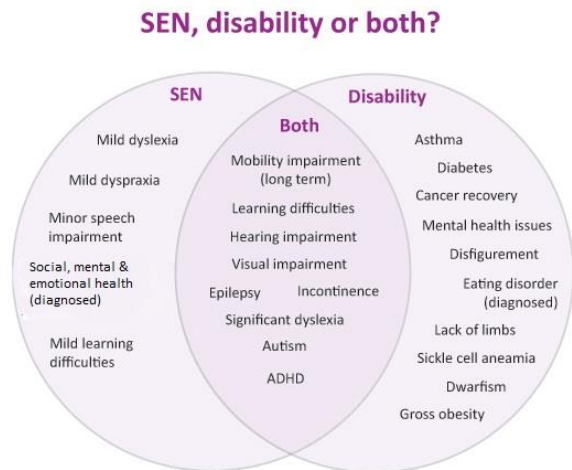 SEN, disability or both?
SEN
Mild dyslexia
Mild dyspraxia
Minor speech
impairment
Social, mental &
emotional health
(diagnosed)
Mild learning
difficulties
Both
Mobility impairment
(long term)
Learning difficulties
Hearing impairment
Visual impairment
Epilepsy
Incontinence
Significant dyslexia
Autism
ADHD
Disability
Asthma
Diabetes
Cancer recovery
Mental health issues
Disfigurement
Eating disorder
(diagnosed)
Lack of limbs
Sickle cell aneamia
Dwarfism
Gross obesity